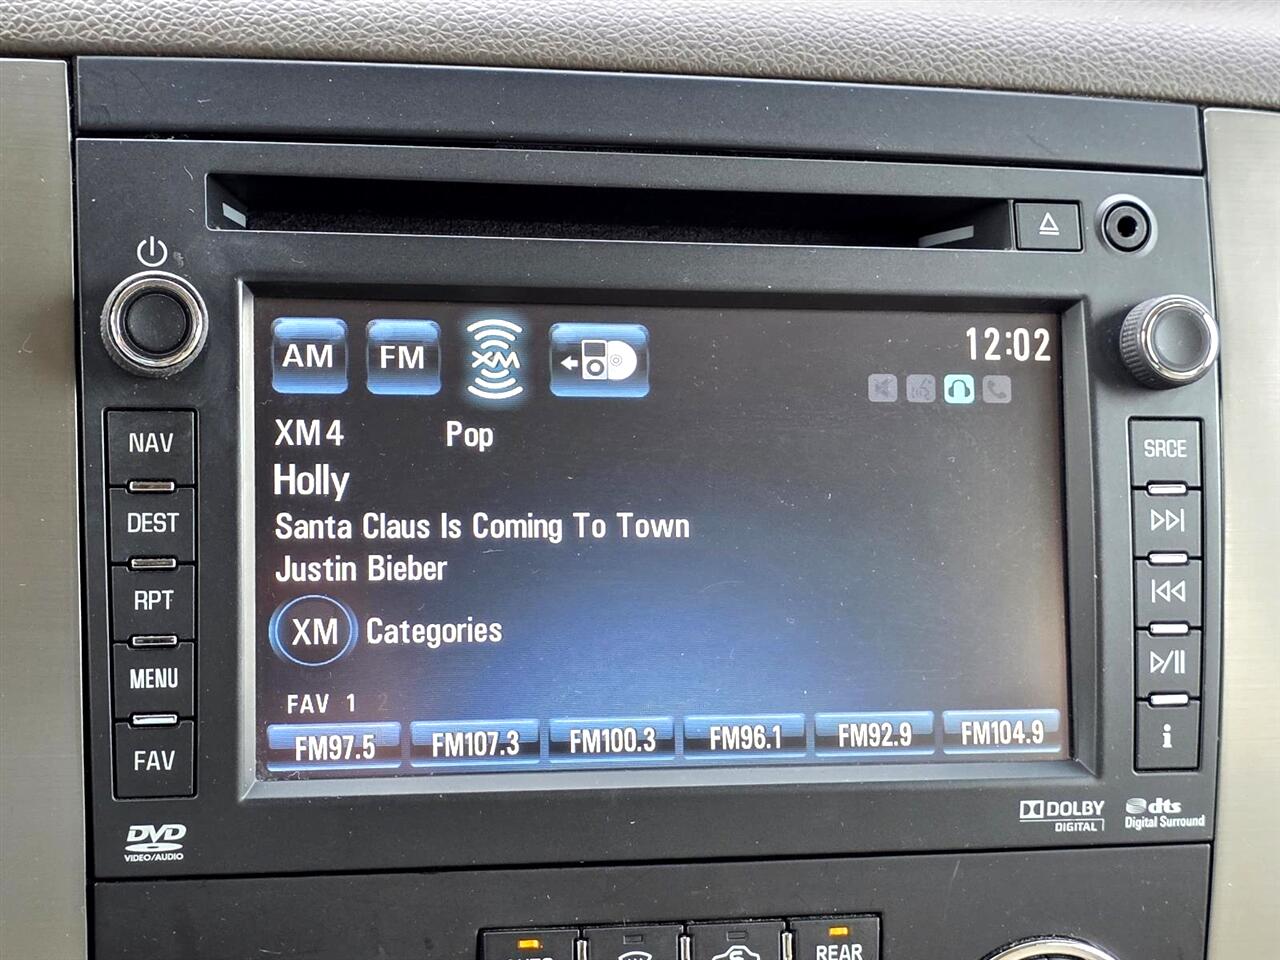 AM FM XM 12:02
XM4 Pop
Holly
Santa Claus Is Coming To Town
Justin Bieber
XM Categories
FAV 1 2
FM97.5 FM107.3 FM100.3 FM96.1 FM92.9 FM104.9
NAV
DEST
RPT
MENU
FAV
SRCE
i
DVD
VIDEO/AUDIO
DOLBY
DIGITAL
dts
Digital Surround
AUTO
REAR